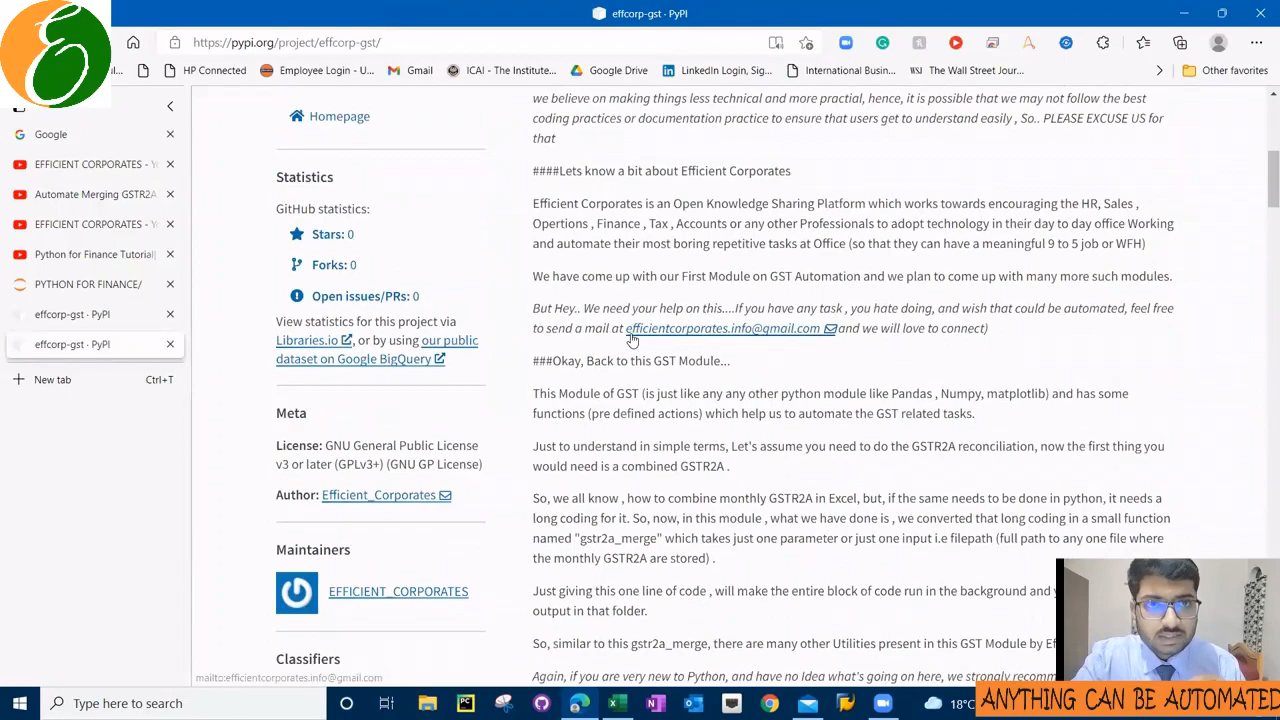 effcorp-gst · PyPI
https://pypi.org/project/effcorp-gst/
HP Connected
Employee Login - U...
Gmail
ICAI - The Institute...
Google Drive
LinkedIn Login, Sig...
International Busin...
WSJ The Wall Street Jour...
Other favorites
Google
EFFICIENT CORPORATES - Y
Automate Merging GSTR2A
EFFICIENT CORPORATES - Y
Python for Finance Tutorial|
PYTHON FOR FINANCE/
effcorp-gst · PyPI
effcorp-gst · PyPI
New tab Ctrl+T
Homepage
Statistics
GitHub statistics:
Stars: 0
Forks: 0
Open issues/PRs: 0
View statistics for this project via
Libraries.io, or by using our public
dataset on Google BigQuery
Meta
License: GNU General Public License
v3 or later (GPLv3+) (GNU GP License)
Author: Efficient_Corporates
Maintainers
EFFICIENT_CORPORATES
Classifiers
mailto:efficientcorporates.info@gmail.com
we believe on making things less technical and more practial, hence, it is possible that we may not follow the best
coding practices or documentation practice to ensure that users get to understand easily , So.. PLEASE EXCUSE US for
that
####Lets know a bit about Efficient Corporates
Efficient Corporates is an Open Knowledge Sharing Platform which works towards encouraging the HR, Sales ,
Opertions , Finance , Tax , Accounts or any other Professionals to adopt technology in their day to day office Working
and automate their most boring repetitive tasks at Office (so that they can have a meaningful 9 to 5 job or WFH)
We have come up with our First Module on GST Automation and we plan to come up with many more such modules.
But Hey.. We need your help on this....If you have any task , you hate doing, and wish that could be automated, feel free
to send a mail at efficientcorporates.info@gmail.com and we will love to connect)
###Okay, Back to this GST Module...
This Module of GST (is just like any any other python module like Pandas , Numpy, matplotlib) and has some
functions (pre defined actions) which help us to automate the GST related tasks.
Just to understand in simple terms, Let's assume you need to do the GSTR2A reconciliation, now the first thing you
would need is a combined GSTR2A .
So, we all know , how to combine monthly GSTR2A in Excel, but, if the same needs to be done in python, it needs a
long coding for it. So, now, in this module , what we have done is , we converted that long coding in a small function
named "gstr2a_merge" which takes just one parameter or just one input i.e filepath (full path to any one file where
the monthly GSTR2A are stored) .
Just giving this one line of code , will make the entire block of code run in the background and
output in that folder.
So, similar to this gstr2a_merge, there are many other Utilities present in this GST Module by
Again, if you are very new to Python, and have no Idea what's going on here, we strongly
Type here to search
18°C
ANYTHING CAN BE AUTOMATED